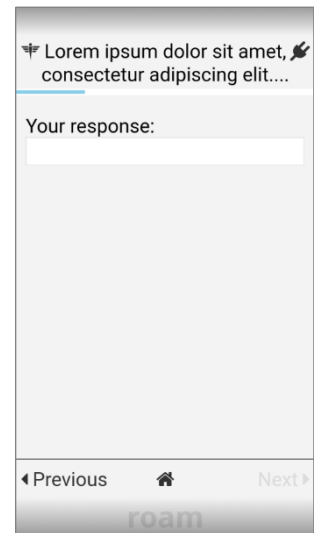 Lorem ipsum dolor sit amet,
consectetur adipiscing elit....
Your response:
Previous
Next
roam